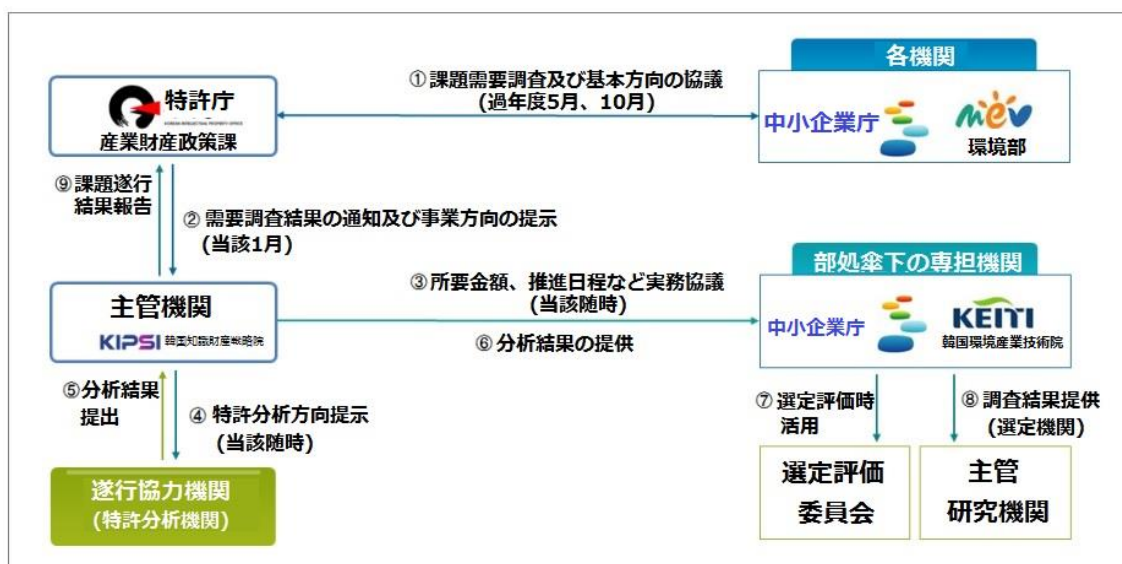 各機関
特許庁
産業財産政策課
① 課題需要調査及び基本方向の協議
(過年度5月、10月)
中小企業庁
mev
環境部
⑨ 課題遂行
結果報告
② 需要調査結果の通知及び事業方向の提示
(当該1月)
部処傘下の専担機関
主管機関
KIPSI 韓国知識財産戦略院
③ 所要金額、推進日程など実務協議
(当該随時)
⑥ 分析結果の提供
中小企業庁
KEITI
韓国環境産業技術院
⑤ 分析結果
提出
④ 特許分析方向提示
(当該随時)
⑦ 選定評価時
活用
⑧ 調査結果提供
(選定機関)
遂行協力機関
(特許分析機関)
選定評価
委員会
主管
研究機関